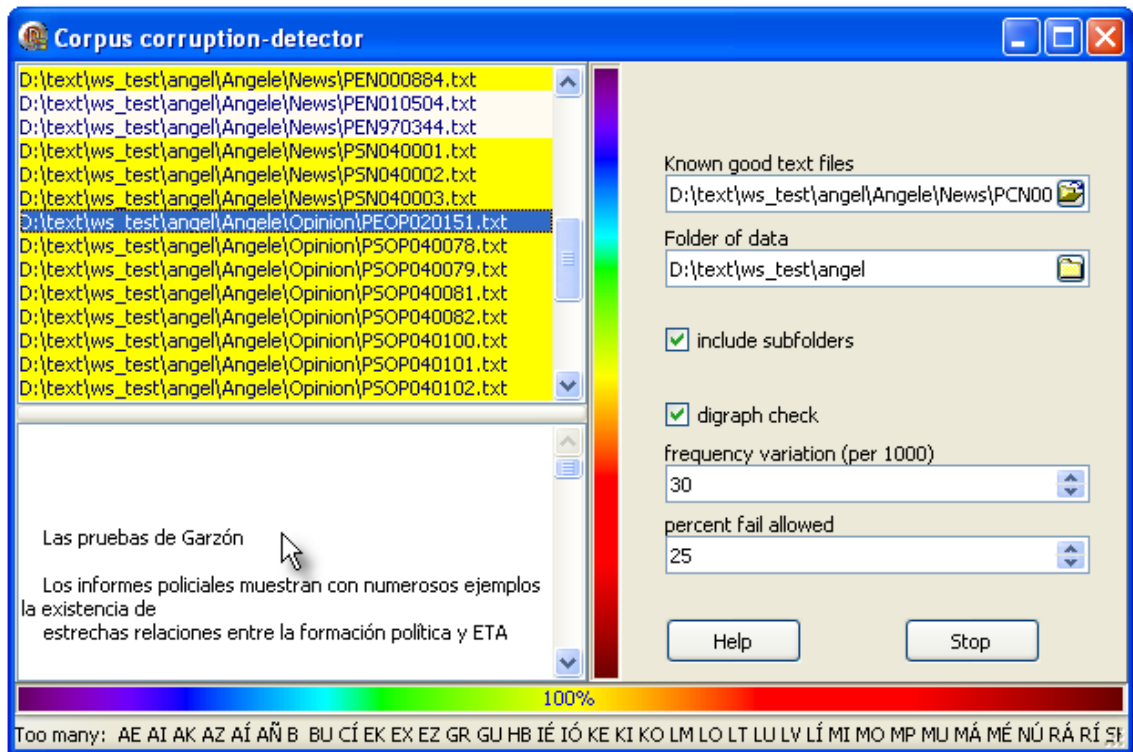 Corpus corruption-detector
D:\text\ws_test\angel\Angele\News\PEN000884.txt
D:\text\ws_test\angel\Angele\News\PEN010504.txt
D:\text\ws_test\angel\Angele\News\PEN970344.txt
D:\text\ws_test\angel\Angele\News\PSN040001.txt
D:\text\ws_test\angel\Angele\News\PSN040002.txt
D:\text\ws_test\angel\Angele\News\PSN040003.txt
D:\text\ws_test\angel\Angele\Opinion\PEOP020151.txt
D:\text\ws_test\angel\Angele\Opinion\PSOP040078.txt
D:\text\ws_test\angel\Angele\Opinion\PSOP040079.txt
D:\text\ws_test\angel\Angele\Opinion\PSOP040081.txt
D:\text\ws_test\angel\Angele\Opinion\PSOP040082.txt
D:\text\ws_test\angel\Angele\Opinion\PSOP040100.txt
D:\text\ws_test\angel\Angele\Opinion\PSOP040101.txt
D:\text\ws_test\angel\Angele\Opinion\PSOP040102.txt
Las pruebas de Garzón
Los informes policiales muestran con numerosos ejemplos
la existencia de
estrechas relaciones entre la formación política y ETA
Known good text files
D:\text\ws_test\angel\Angele\News\PCN00
Folder of data
D:\text\ws_test\angel
include subfolders
digraph check
frequency variation (per 1000)
30
percent fail allowed
25
Help
Stop
100%
Too many: AE AI AK AZ AÍ AÑ B BU CÍ EK EX EZ GR GU HB IÉ IÓ KE KI KO LM LO LT LU LV LÍ MI MO MP MU MÁ MÉ NÚ RÁ RÍ